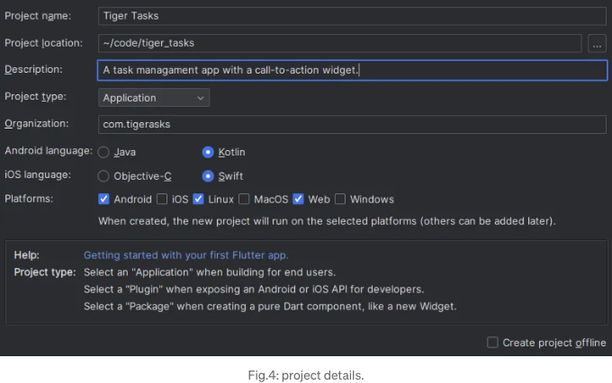 Project name: Tiger Tasks
Project location: ~/code/tiger_tasks ...
Description: A task managament app with a call-to-action widget.
Project type: Application
Organization: com.tigerasks
Android language: Java Kotlin
iOS language: Objective-C Swift
Platforms: Android iOS Linux MacOS Web Windows
When created, the new project will run on the selected platforms (others can be added later).
Help: Getting started with your first Flutter app.
Project type: Select an "Application" when building for end users.
Select a "Plugin" when exposing an Android or iOS API for developers.
Select a "Package" when creating a pure Dart component, like a new Widget.
Create project offline
Fig.4: project details.